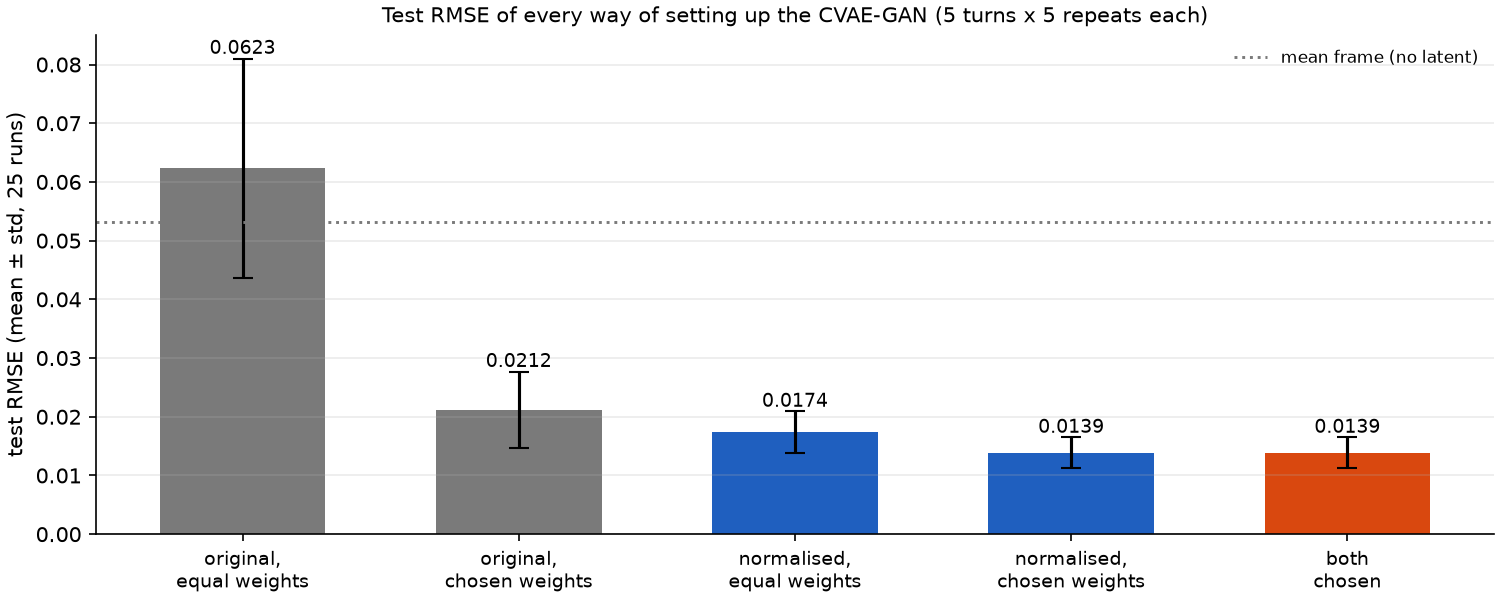 Test RMSE of every way of setting up the CVAE-GAN (5 turns x 5 repeats each)
mean frame (no latent)
test RMSE (mean ± std, 25 runs)
0.08
0.07
0.06
0.05
0.04
0.03
0.02
0.01
0.00
0.0623
0.0212
0.0174
0.0139
0.0139
original,
equal weights
original,
chosen weights
normalised,
equal weights
normalised,
chosen weights
both
chosen